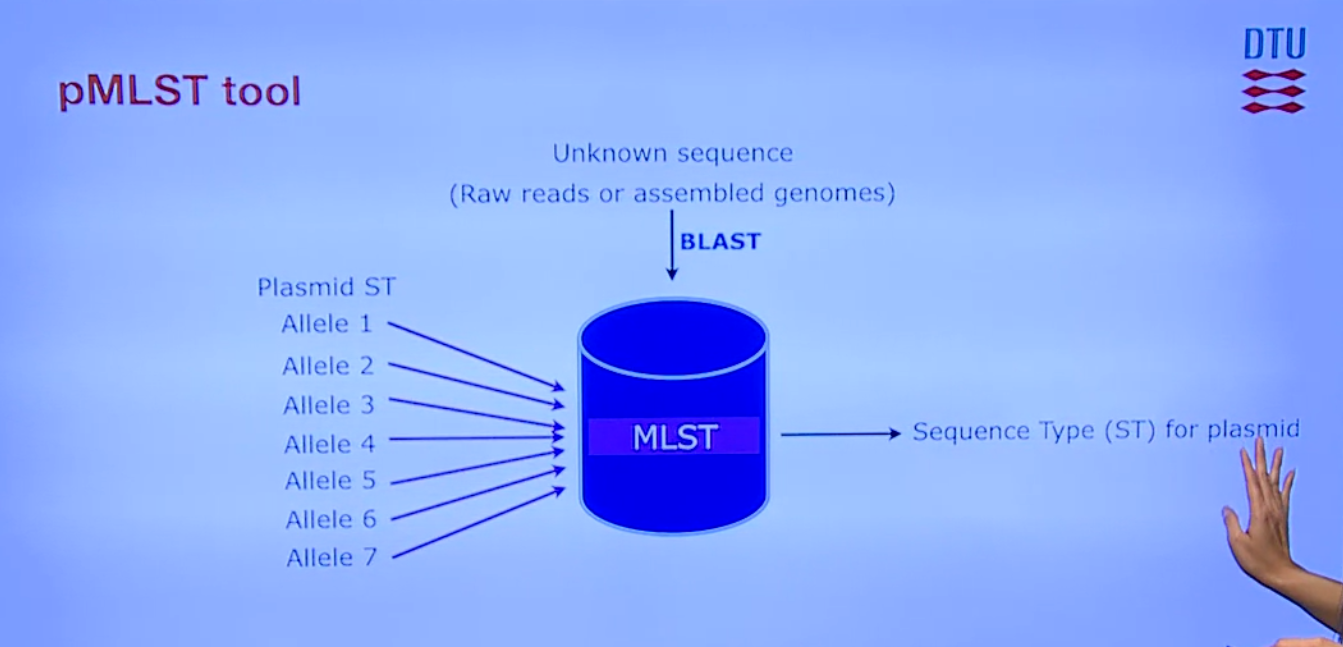 pMLST tool
DTU
Unknown sequence
(Raw reads or assembled genomes)
BLAST
Plasmid ST
Allele 1
Allele 2
Allele 3
Allele 4
Allele 5
Allele 6
Allele 7
MLST
Sequence Type (ST) for plasmid